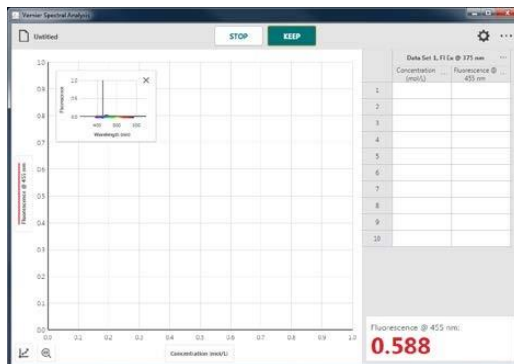 Vernier Spectral Analysis
Untitled
STOP
KEEP
Data Set 1, Fl Ex @ 375 nm
Concentration (mol/L)
Fluorescence @ 455 nm
1
2
3
4
5
6
7
8
9
10
1.0
0.9
0.8
0.7
0.6
0.5
0.4
0.3
0.2
0.1
0.0
Fluorescence @ 455 nm
Fluorescence
Wavelength (nm)
0.0 0.1 0.2 0.3 0.4 0.5 0.6 0.7 0.8 0.9 1.0
Concentration (mol/L)
Fluorescence @ 455 nm:
0.588